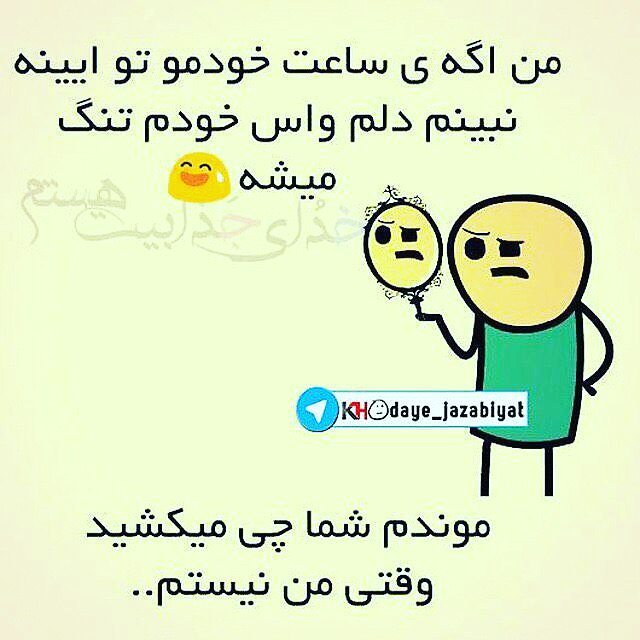 من اگه ی ساعت خودمو تو ایینه
نبینم دلم واس خودم تنگ
میشه
خدای جذابیت هستم
KHOdaye_jazabiyat
موندم شما چی میکشید
وقتی من نیستم..